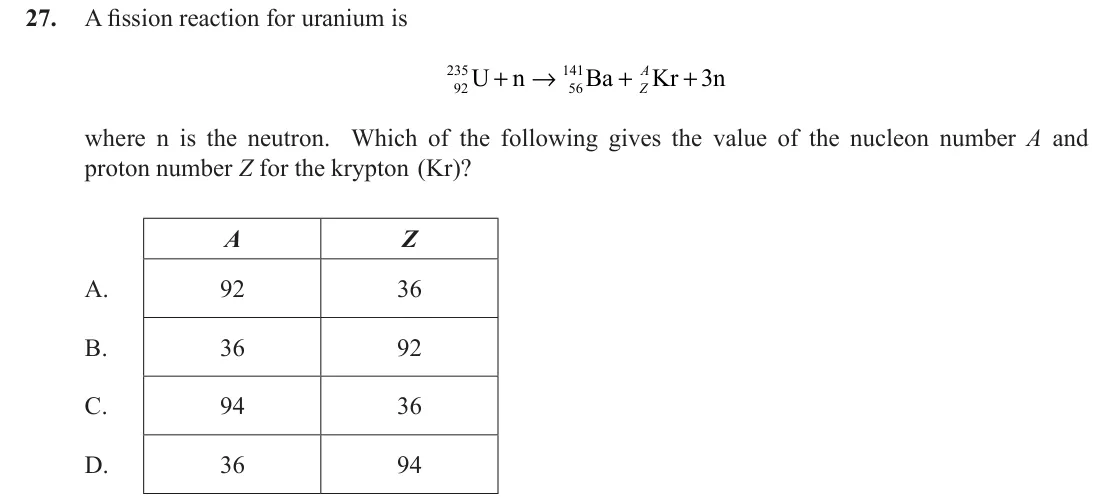 27. A fission reaction for uranium is
²³⁵₉₂U + n → ¹⁴¹₅₆Ba + ᴬ_ZKr + 3n
where n is the neutron. Which of the following gives the value of the nucleon number A and
proton number Z for the krypton (Kr)?
A Z
A. 92 36
B. 36 92
C. 94 36
D. 36 94